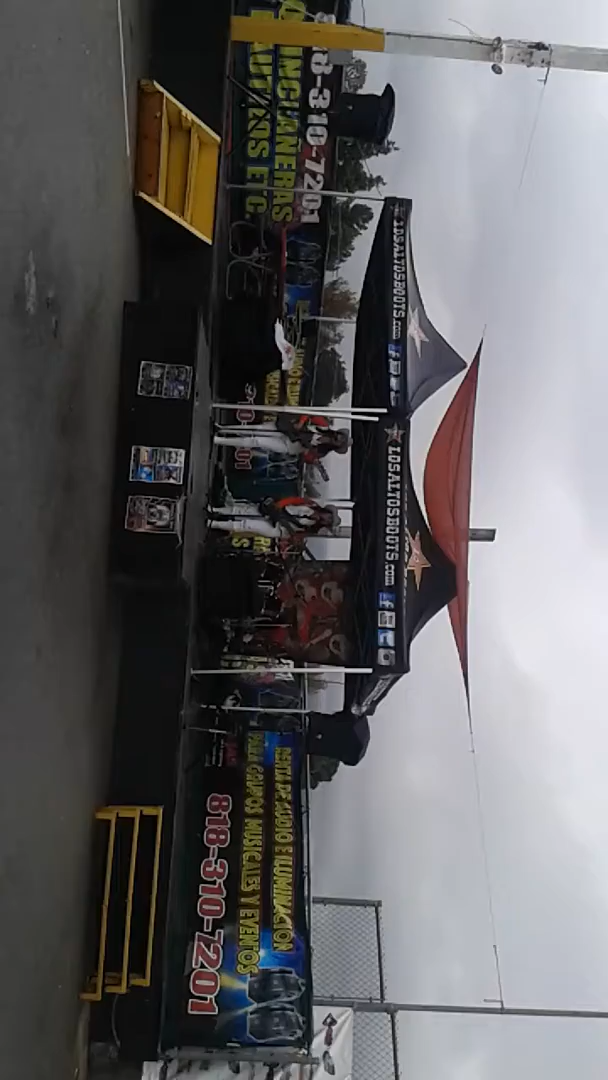 818-310-7201
QUINCEAÑERAS
BAUTIZOS ETC.
LOSALTOSBOOTS.com
LOSALTOSBOOTS.com
RENTA DE AUDIO E ILUMINACION
PARA GRUPOS MUSICALES Y EVENTOS
818-310-7201